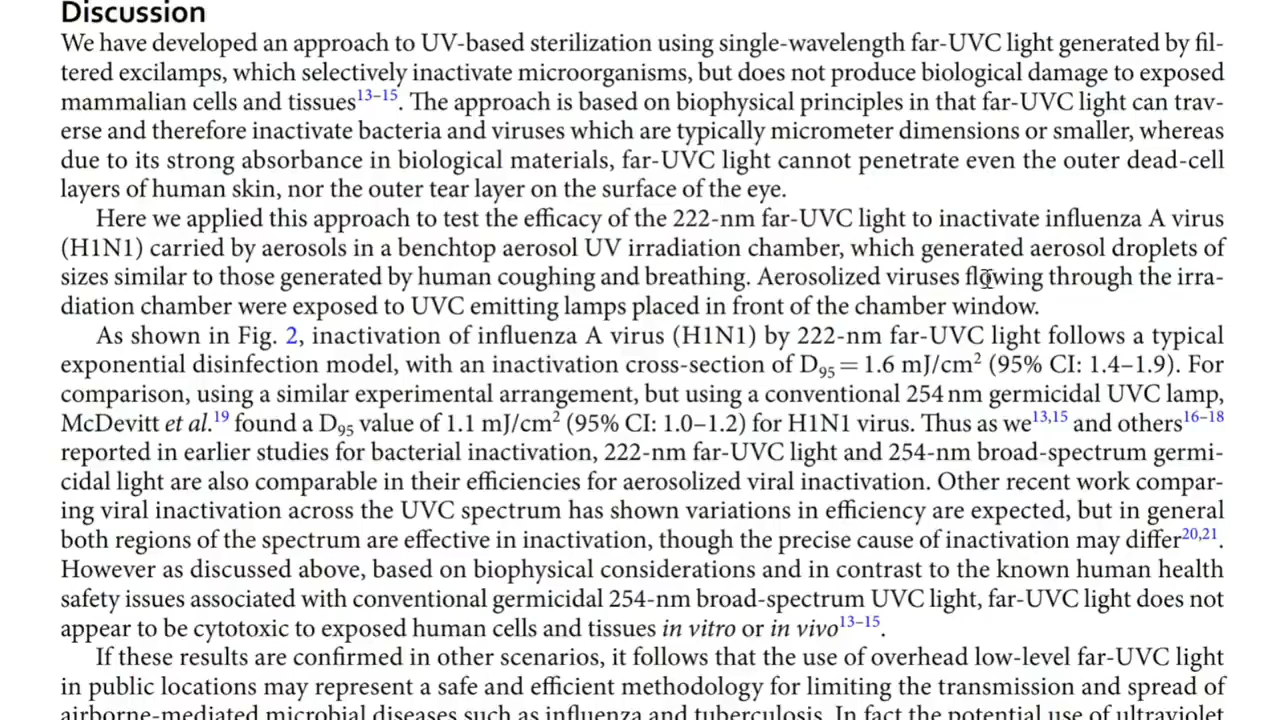 Discussion
We have developed an approach to UV-based sterilization using single-wavelength far-UVC light generated by fil-
tered excilamps, which selectively inactivate microorganisms, but does not produce biological damage to exposed
mammalian cells and tissues13–15. The approach is based on biophysical principles in that far-UVC light can trav-
erse and therefore inactivate bacteria and viruses which are typically micrometer dimensions or smaller, whereas
due to its strong absorbance in biological materials, far-UVC light cannot penetrate even the outer dead-cell
layers of human skin, nor the outer tear layer on the surface of the eye.
Here we applied this approach to test the efficacy of the 222-nm far-UVC light to inactivate influenza A virus
(H1N1) carried by aerosols in a benchtop aerosol UV irradiation chamber, which generated aerosol droplets of
sizes similar to those generated by human coughing and breathing. Aerosolized viruses flowing through the irra-
diation chamber were exposed to UVC emitting lamps placed in front of the chamber window.
As shown in Fig. 2, inactivation of influenza A virus (H1N1) by 222-nm far-UVC light follows a typical
exponential disinfection model, with an inactivation cross-section of D95 = 1.6 mJ/cm2 (95% CI: 1.4–1.9). For
comparison, using a similar experimental arrangement, but using a conventional 254 nm germicidal UVC lamp,
McDevitt et al.19 found a D95 value of 1.1 mJ/cm2 (95% CI: 1.0–1.2) for H1N1 virus. Thus as we13,15 and others16–18
reported in earlier studies for bacterial inactivation, 222-nm far-UVC light and 254-nm broad-spectrum germi-
cidal light are also comparable in their efficiencies for aerosolized viral inactivation. Other recent work compar-
ing viral inactivation across the UVC spectrum has shown variations in efficiency are expected, but in general
both regions of the spectrum are effective in inactivation, though the precise cause of inactivation may differ20,21.
However as discussed above, based on biophysical considerations and in contrast to the known human health
safety issues associated with conventional germicidal 254-nm broad-spectrum UVC light, far-UVC light does not
appear to be cytotoxic to exposed human cells and tissues in vitro or in vivo13–15.
If these results are confirmed in other scenarios, it follows that the use of overhead low-level far-UVC light
in public locations may represent a safe and efficient methodology for limiting the transmission and spread of
airborne-mediated microbial diseases such as influenza and tuberculosis. In fact the potential use of ultraviolet